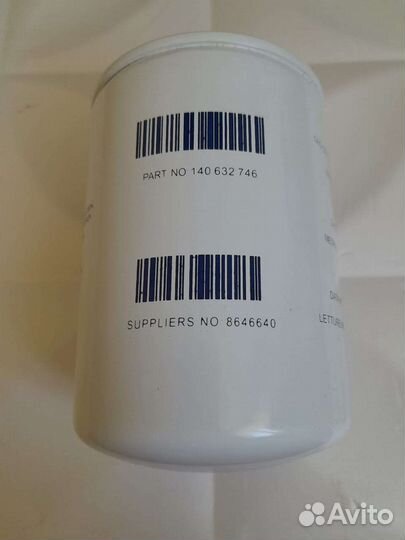 PART NO 140 632 746
SUPPLIERS NO 8646640
Avito